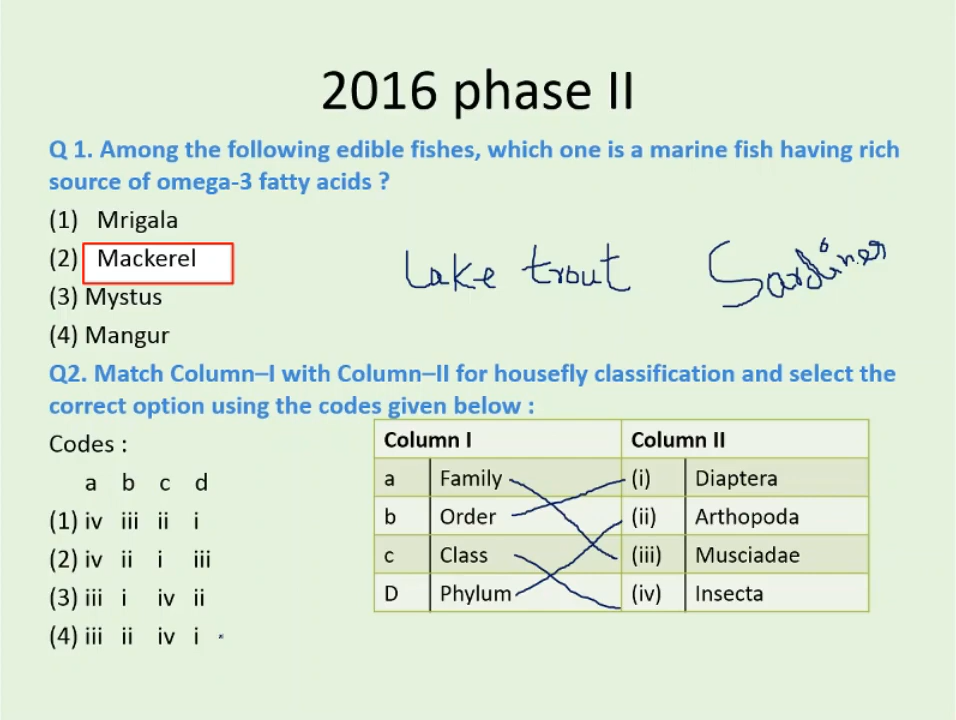 2016 phase II
Q 1. Among the following edible fishes, which one is a marine fish having rich
source of omega-3 fatty acids ?
(1) Mrigala
(2) Mackerel
(3) Mystus
(4) Mangur
Lake trout Sardines
Q2. Match Column–I with Column–II for housefly classification and select the
correct option using the codes given below :
Codes :
a b c d
(1) iv iii ii i
(2) iv ii i iii
(3) iii i iv ii
(4) iii ii iv i
Column I Column II
a Family (i) Diaptera
b Order (ii) Arthopoda
c Class (iii) Musciadae
D Phylum (iv) Insecta